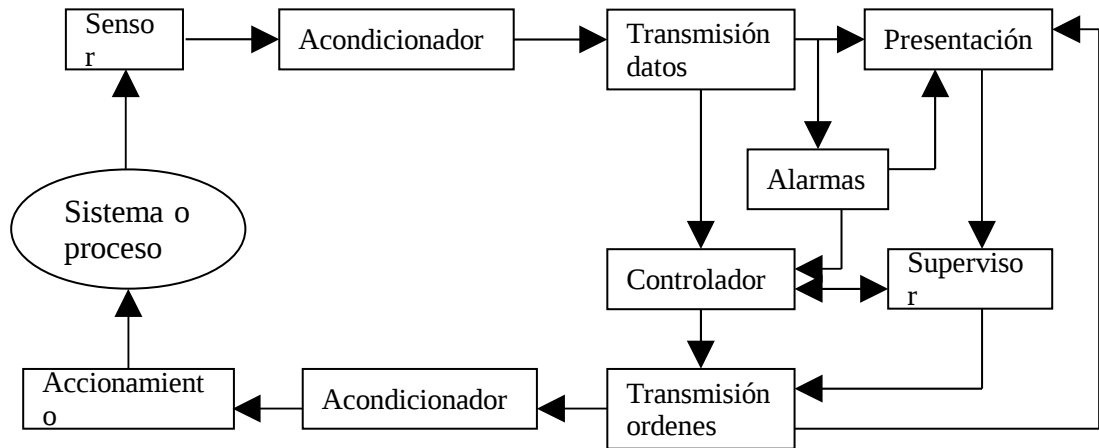 Senso
r
Acondicionador
Transmisión
datos
Presentación
Alarmas
Sistema o
proceso
Controlador
Superviso
r
Accionamient
o
Acondicionador
Transmisión
ordenes